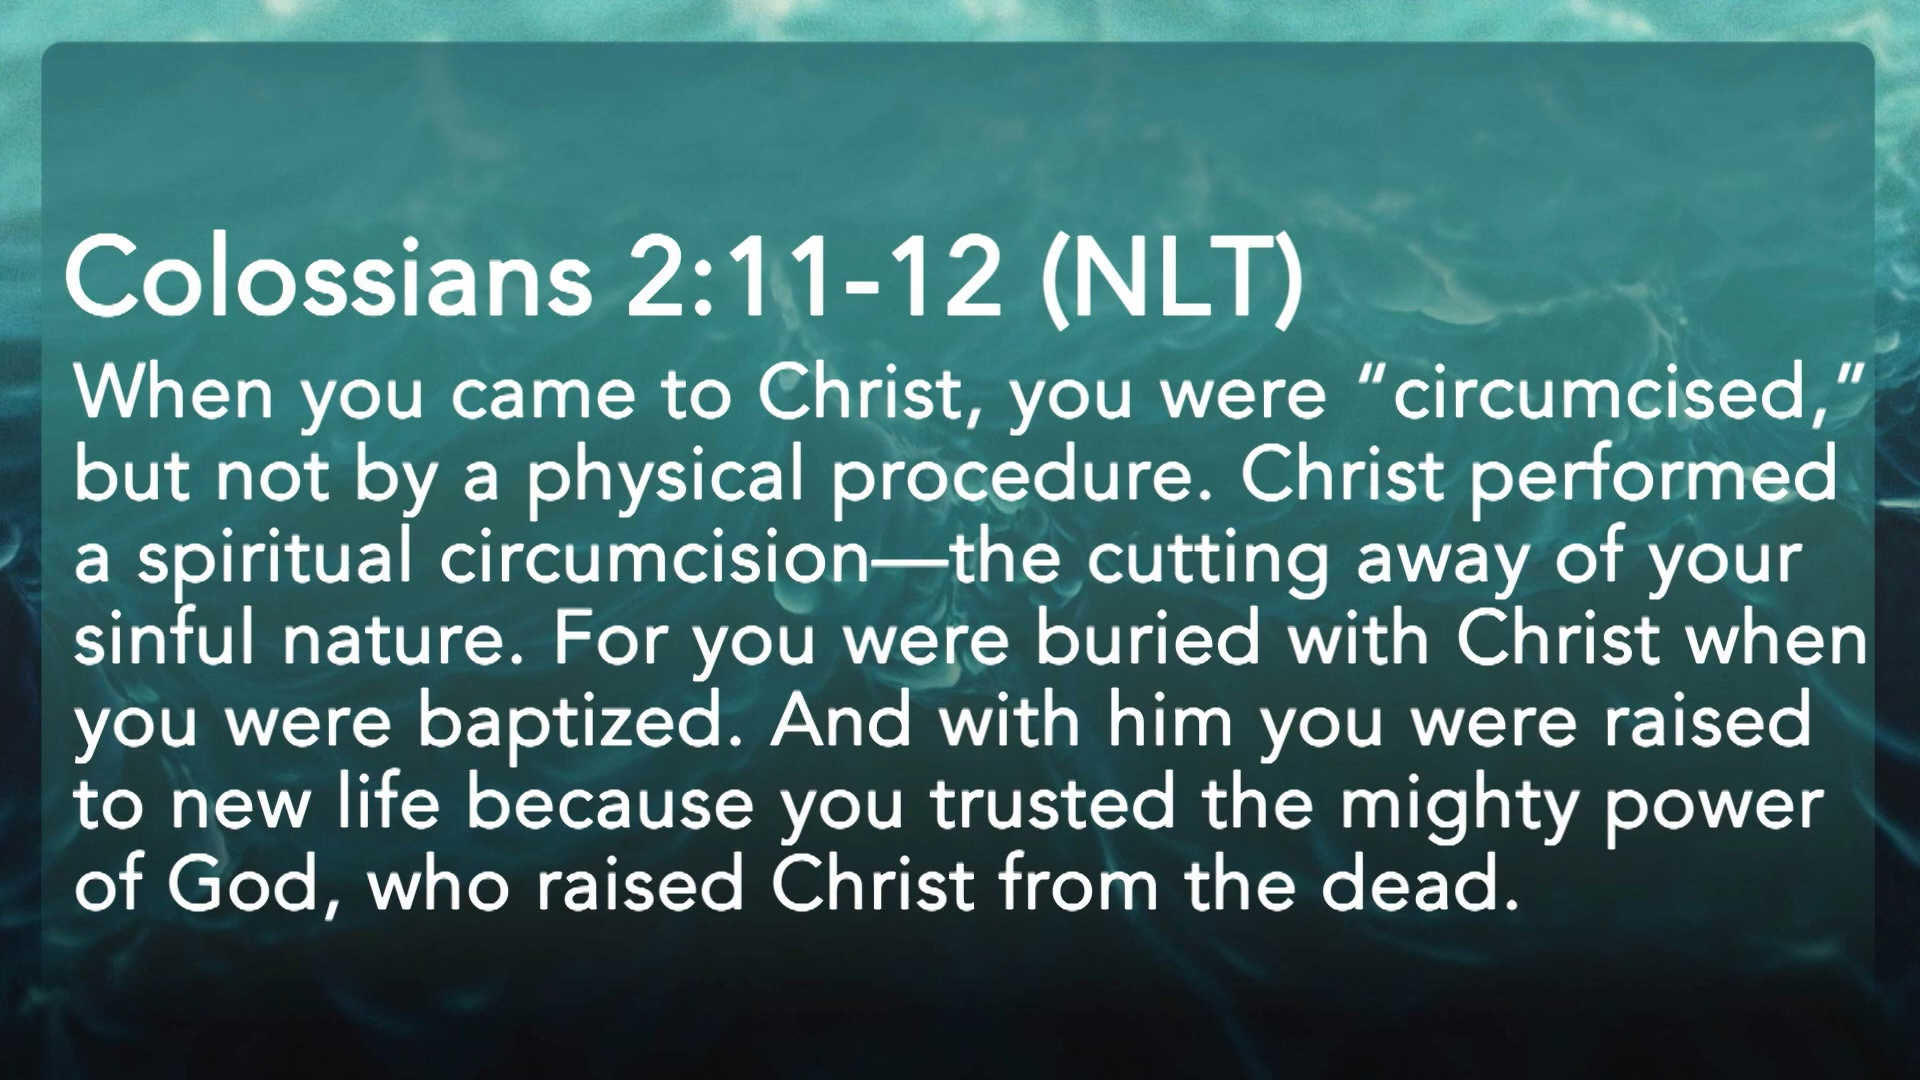 Colossians 2:11-12 (NLT)
When you came to Christ, you were “circumcised,”
but not by a physical procedure. Christ performed
a spiritual circumcision—the cutting away of your
sinful nature. For you were buried with Christ when
you were baptized. And with him you were raised
to new life because you trusted the mighty power
of God, who raised Christ from the dead.